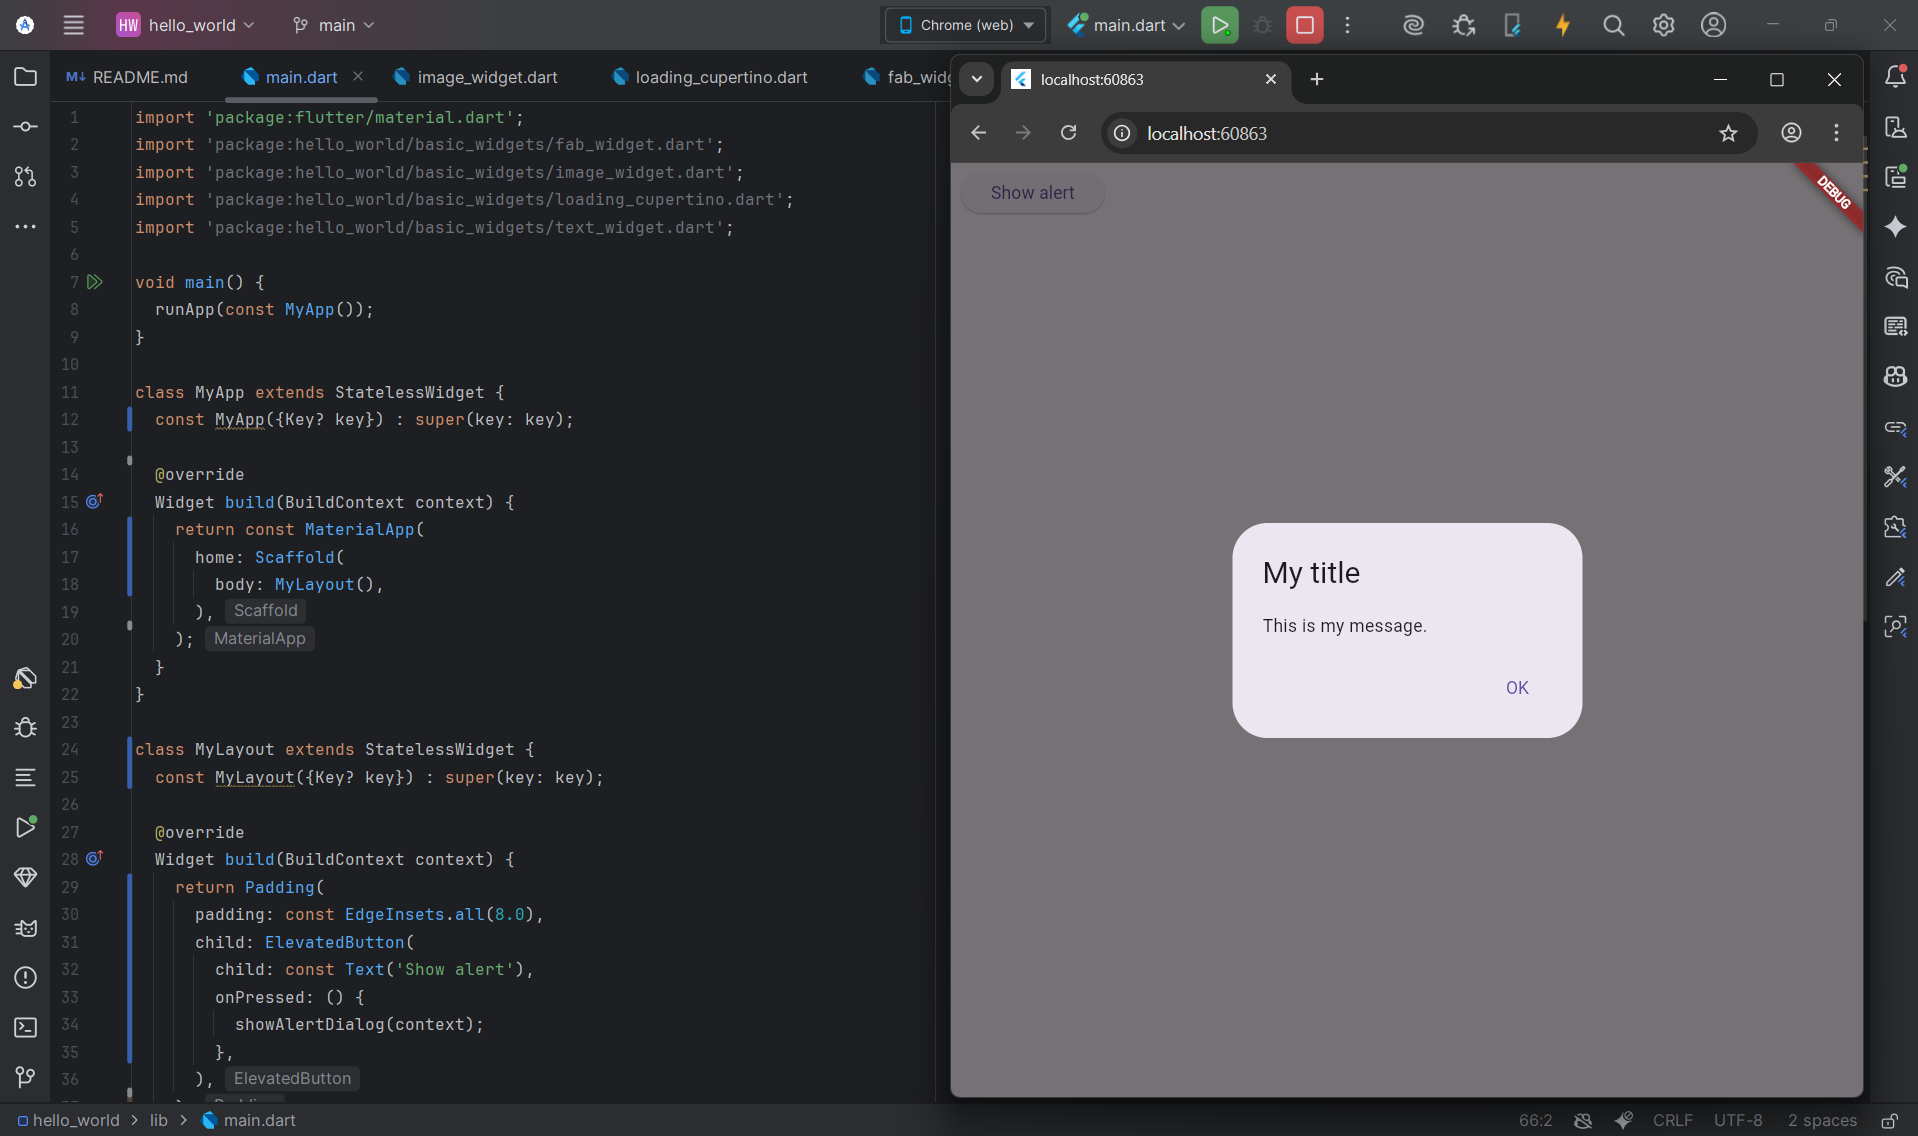 HW hello_world main Chrome (web) main.dart
M↓ README.md main.dart image_widget.dart loading_cupertino.dart
localhost:60863
localhost:60863
1 import 'package:flutter/material.dart';
2 import 'package:hello_world/basic_widgets/fab_widget.dart';
3 import 'package:hello_world/basic_widgets/image_widget.dart';
4 import 'package:hello_world/basic_widgets/loading_cupertino.dart';
5 import 'package:hello_world/basic_widgets/text_widget.dart';
6
7 void main() {
8 runApp(const MyApp());
9 }
10
11 class MyApp extends StatelessWidget {
12 const MyApp({Key? key}) : super(key: key);
13
14 @override
15 Widget build(BuildContext context) {
16 return const MaterialApp(
17 home: Scaffold(
18 body: MyLayout(),
19 ), Scaffold
20 ); MaterialApp
21 }
22 }
23
24 class MyLayout extends StatelessWidget {
25 const MyLayout({Key? key}) : super(key: key);
26
27 @override
28 Widget build(BuildContext context) {
29 return Padding(
30 padding: const EdgeInsets.all(8.0),
31 child: ElevatedButton(
32 child: const Text('Show alert'),
33 onPressed: () {
34 showAlertDialog(context);
35 },
36 ), ElevatedButton
Show alert
DEBUG
My title
This is my message.
OK
hello_world > lib > main.dart
66:2 CRLF UTF-8 2 spaces